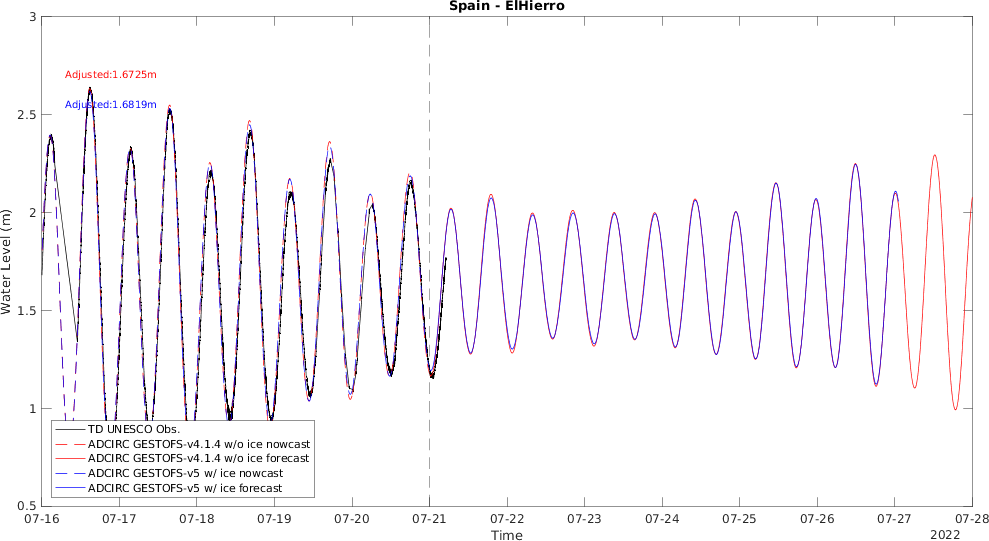 Spain - ElHierro
3
Adjusted:1.6725m
Adjusted:1.6819m
2.5
2
Water Level (m)
1.5
1
TD UNESCO Obs.
ADCIRC GESTOFS-v4.1.4 w/o ice nowcast
ADCIRC GESTOFS-v4.1.4 w/o ice forecast
ADCIRC GESTOFS-v5 w/ ice nowcast
ADCIRC GESTOFS-v5 w/ ice forecast
0.5
07-16 07-17 07-18 07-19 07-20 07-21 07-22 07-23 07-24 07-25 07-26 07-27 07-28
Time
2022